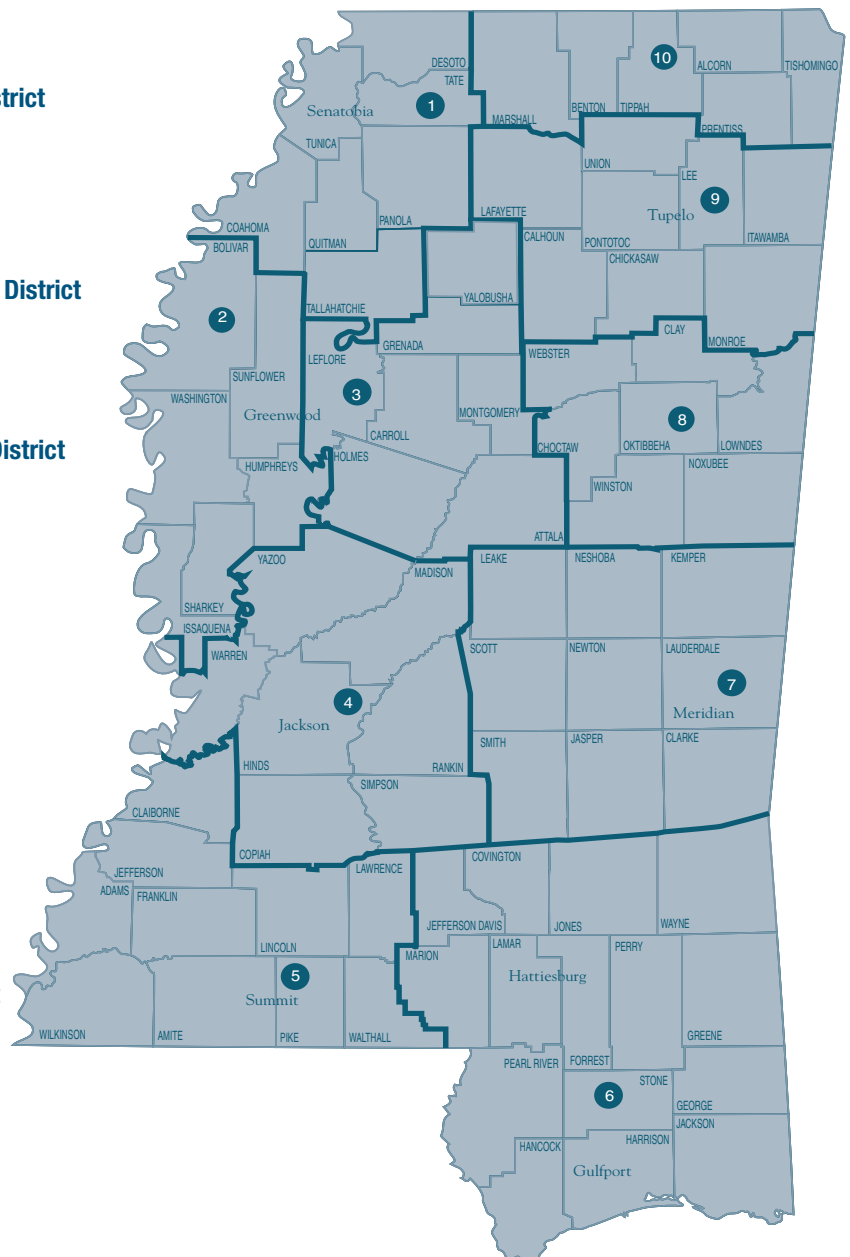 strict
District
District
DESOTO
TATE
1
Senatobia
TUNICA
COAHOMA
PANOLA
QUITMAN
TALLAHATCHIE
10
ALCORN
TISHOMINGO
MARSHALL
BENTON
TIPPAH
PRENTISS
UNION
LEE
9
Tupelo
LAFAYETTE
CALHOUN
PONTOTOC
ITAWAMBA
CHICKASAW
MONROE
BOLIVAR
2
SUNFLOWER
WASHINGTON
Greenwood
HUMPHREYS
SHARKEY
ISSAQUENA
YALOBUSHA
GRENADA
LEFLORE
3
MONTGOMERY
CARROLL
HOLMES
ATTALA
CLAY
WEBSTER
8
CHOCTAW
OKTIBBEHA
LOWNDES
NOXUBEE
WINSTON
YAZOO
MADISON
WARREN
4
Jackson
HINDS
RANKIN
SIMPSON
COPIAH
LEAKE
NESHOBA
KEMPER
SCOTT
NEWTON
LAUDERDALE
7
Meridian
SMITH
JASPER
CLARKE
CLAIBORNE
JEFFERSON
ADAMS
FRANKLIN
LAWRENCE
LINCOLN
5
Summit
WILKINSON
AMITE
PIKE
WALTHALL
COVINGTON
JEFFERSON DAVIS
JONES
WAYNE
MARION
LAMAR
PERRY
Hattiesburg
GREENE
PEARL RIVER
FORREST
STONE
6
GEORGE
JACKSON
HANCOCK
HARRISON
Gulfport